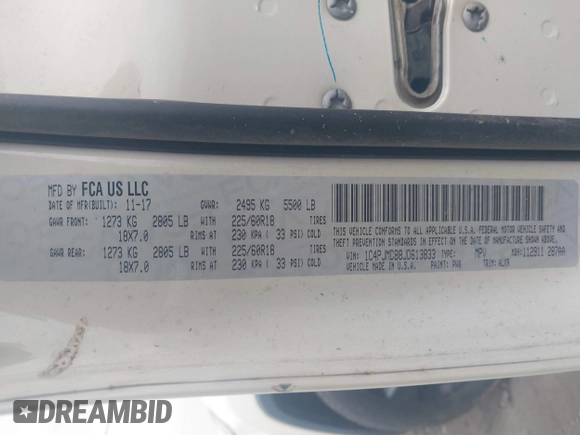 MFD BY FCA US LLC
DATE OF MFR(BUILT): 11-17 GVWR: 2495 KG 5500 LB
GAWR FRONT: 1273 KG 2805 LB WITH 225/60R18 TIRES
18X7.0 RIMS AT 230 KPA ( 33 PSI) COLD
GAWR REAR: 1273 KG 2805 LB WITH 225/60R18 TIRES
18X7.0 RIMS AT 230 KPA ( 33 PSI) COLD
THIS VEHICLE CONFORMS TO ALL APPLICABLE U.S.A. FEDERAL MOTOR VEHICLE SAFETY AND
THEFT PREVENTION STANDARDS IN EFFECT ON THE DATE OF MANUFACTURE SHOWN ABOVE.
VIN: TYPE: MPV MDH:
VEHICLE MADE IN U.S.A. PAINT: PW6 TRIM:
DREAMBID